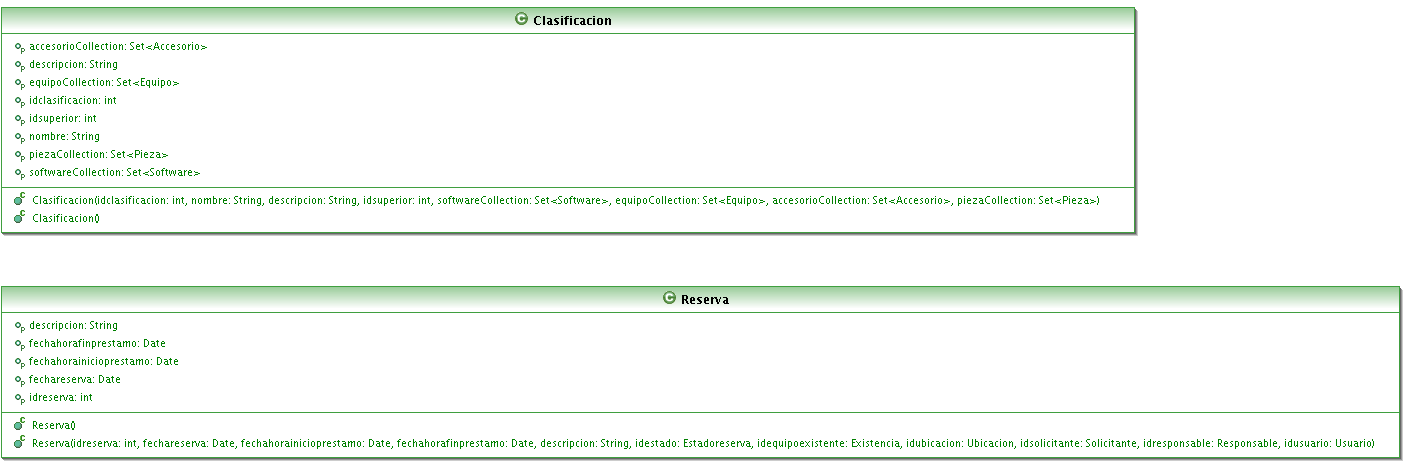 Clasificacion
accesorioCollection: Set<Accesorio>
descripcion: String
equipoCollection: Set<Equipo>
idclasificacion: int
idsuperior: int
nombre: String
piezaCollection: Set<Pieza>
softwareCollection: Set<Software>
Clasificacion(idclasificacion: int, nombre: String, descripcion: String, idsuperior: int, softwareCollection: Set<Software>, equipoCollection: Set<Equipo>, accesorioCollection: Set<Accesorio>, piezaCollection: Set<Pieza>)
Clasificacion()
Reserva
descripcion: String
fechahorafinprestamo: Date
fechahorainicioprestamo: Date
fechareserva: Date
idreserva: int
Reserva()
Reserva(idreserva: int, fechareserva: Date, fechahorainicioprestamo: Date, fechahorafinprestamo: Date, descripcion: String, idestado: Estadoreserva, idequipoexistente: Existencia, idubicacion: Ubicacion, idsolicitante: Solicitante, idresponsable: Responsable, idusuario: Usuario)